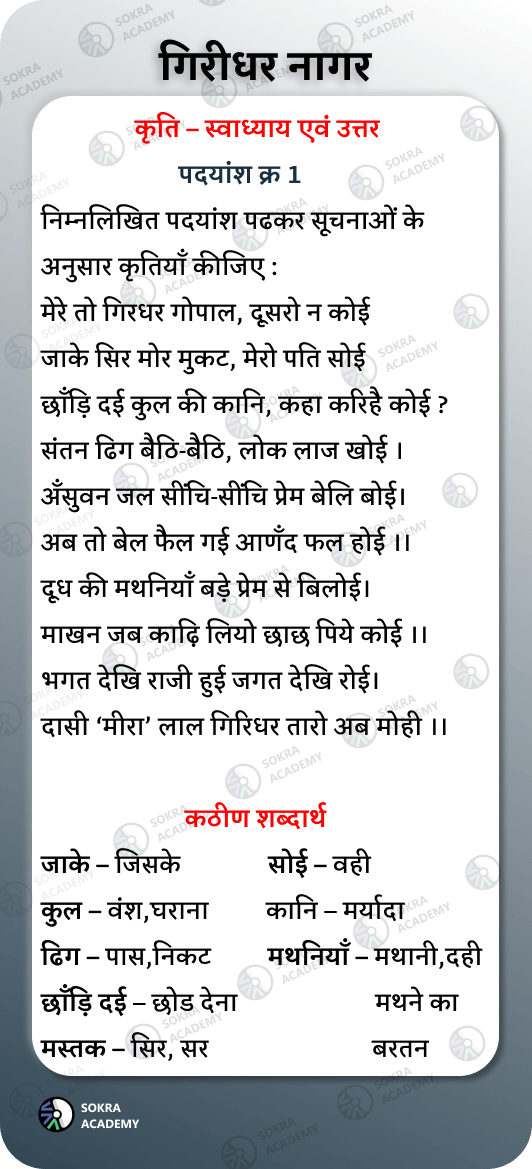 गिरीधर नागर
कृति – स्वाध्याय एवं उत्तर
पदयांश क्र 1
निम्नलिखित पदयांश पढकर सूचनाओं के
अनुसार कृतियाँ कीजिए :
मेरे तो गिरधर गोपाल, दूसरो न कोई
जाके सिर मोर मुकट, मेरो पति सोई
छाँड़ि दई कुल की कानि, कहा करिहै कोई ?
संतन ढिग बैठि-बैठि, लोक लाज खोई ।
अँसुवन जल सींचि-सींचि प्रेम बेलि बोई।
अब तो बेल फैल गई आणँद फल होई ।।
दूध की मथनियाँ बड़े प्रेम से बिलोई।
माखन जब काढ़ि लियो छाछ पिये कोई ।।
भगत देखि राजी हुई जगत देखि रोई।
दासी ‘मीरा’ लाल गिरिधर तारो अब मोही ।।
कठीण शब्दार्थ
जाके – जिसके सोई – वही
कुल – वंश,घराना कानि – मर्यादा
ढिग – पास,निकट मथनियाँ – मथानी,दही
छाँड़ि दई – छोड देना मथने का
मस्तक – सिर, सर बरतन
SOKRA
ACADEMY